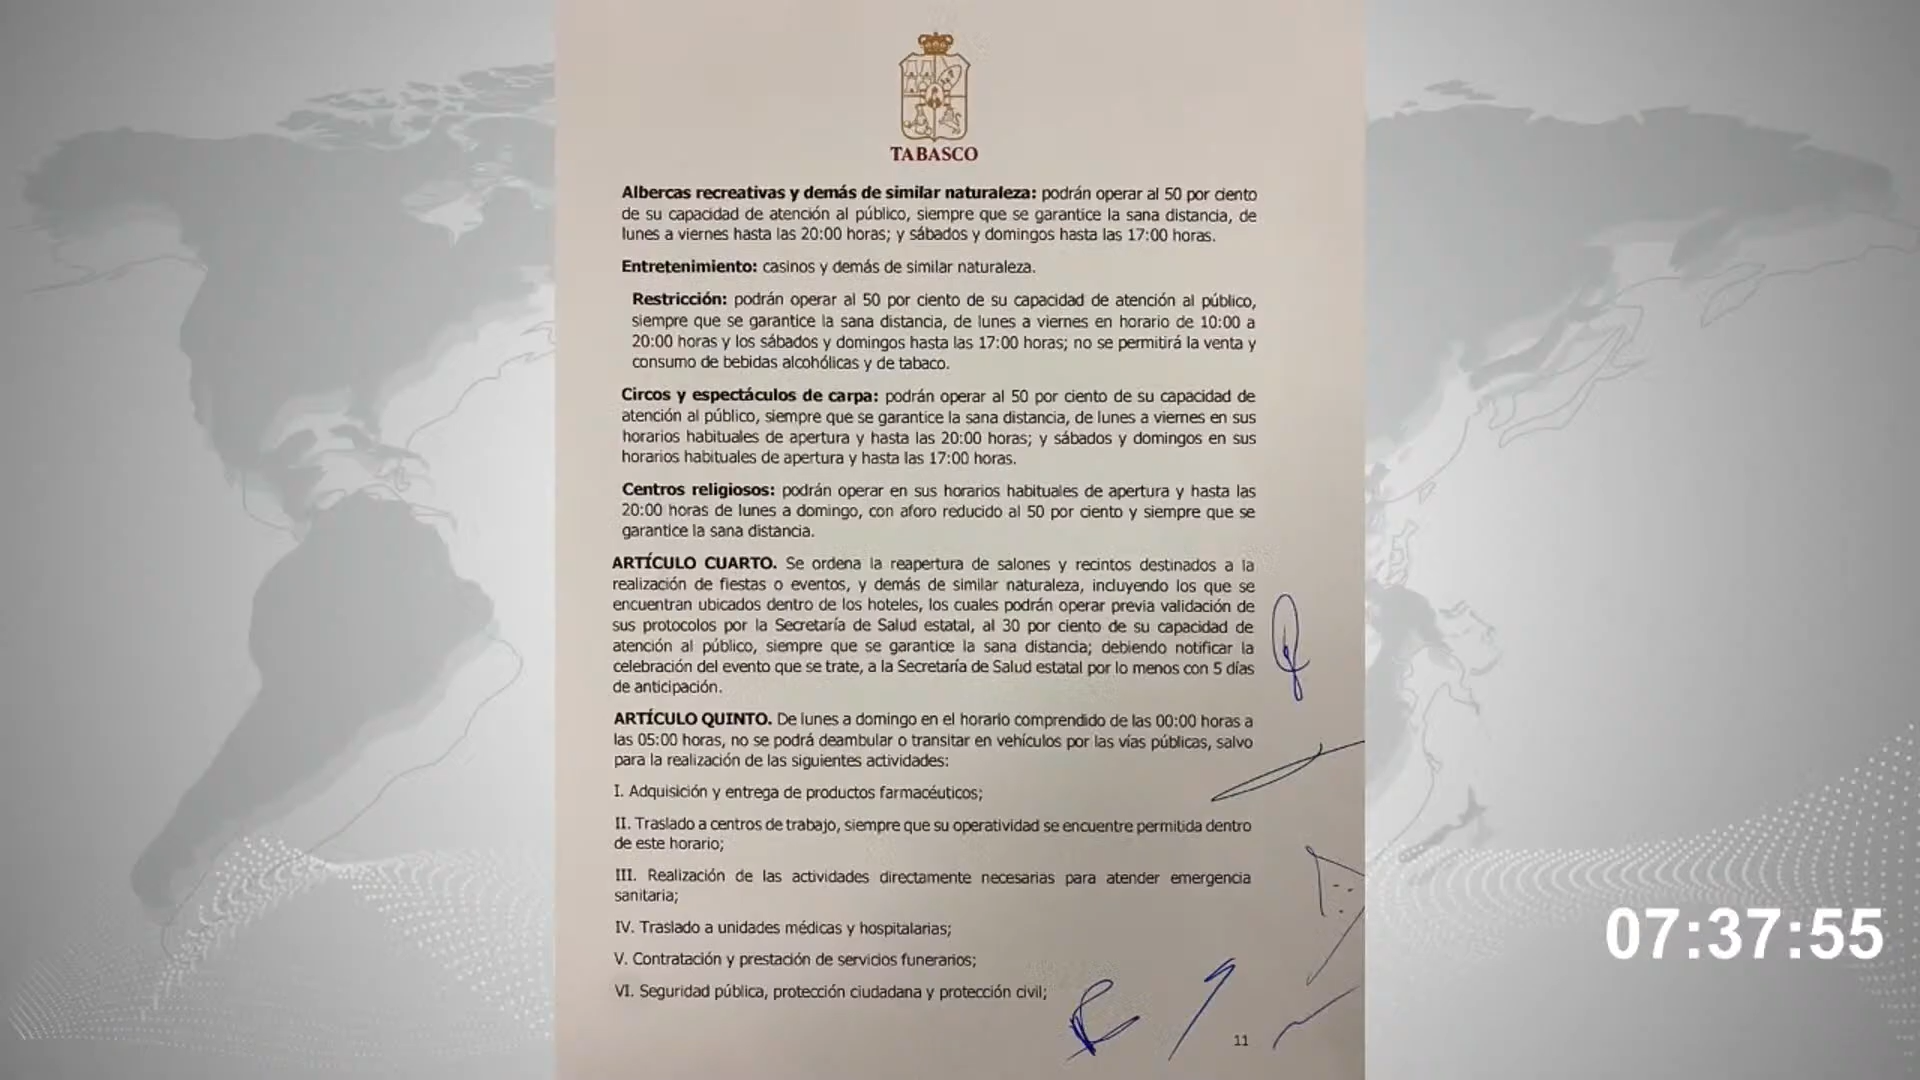 TABASCO
Albercas recreativas y demás de similar naturaleza: podrán operar al 50 por ciento
de su capacidad de atención al público, siempre que se garantice la sana distancia, de
lunes a viernes hasta las 20:00 horas; y sábados y domingos hasta las 17:00 horas.
Entretenimiento: casinos y demás de similar naturaleza.
Restricción: podrán operar al 50 por ciento de su capacidad de atención al público,
siempre que se garantice la sana distancia, de lunes a viernes en horario de 10:00 a
20:00 horas y los sábados y domingos hasta las 17:00 horas; no se permitirá la venta y
consumo de bebidas alcohólicas y de tabaco.
Circos y espectáculos de carpa: podrán operar al 50 por ciento de su capacidad de
atención al público, siempre que se garantice la sana distancia, de lunes a viernes en sus
horarios habituales de apertura y hasta las 20:00 horas; y sábados y domingos en sus
horarios habituales de apertura y hasta las 17:00 horas.
Centros religiosos: podrán operar en sus horarios habituales de apertura y hasta las
20:00 horas de lunes a domingo, con aforo reducido al 50 por ciento y siempre que se
garantice la sana distancia.
ARTÍCULO CUARTO. Se ordena la reapertura de salones y recintos destinados a la
realización de fiestas o eventos, y demás de similar naturaleza, incluyendo los que se
encuentran ubicados dentro de los hoteles, los cuales podrán operar previa validación de
sus protocolos por la Secretaría de Salud estatal, al 30 por ciento de su capacidad de
atención al público, siempre que se garantice la sana distancia; debiendo notificar la
celebración del evento que se trate, a la Secretaría de Salud estatal por lo menos con 5 días
de anticipación.
ARTÍCULO QUINTO. De lunes a domingo en el horario comprendido de las 00:00 horas a
las 05:00 horas, no se podrá deambular o transitar en vehículos por las vías públicas, salvo
para la realización de las siguientes actividades:
I. Adquisición y entrega de productos farmacéuticos;
II. Traslado a centros de trabajo, siempre que su operatividad se encuentre permitida dentro
de este horario;
III. Realización de las actividades directamente necesarias para atender emergencia
sanitaria;
IV. Traslado a unidades médicas y hospitalarias;
V. Contratación y prestación de servicios funerarios;
VI. Seguridad pública, protección ciudadana y protección civil;
11
07:37:55